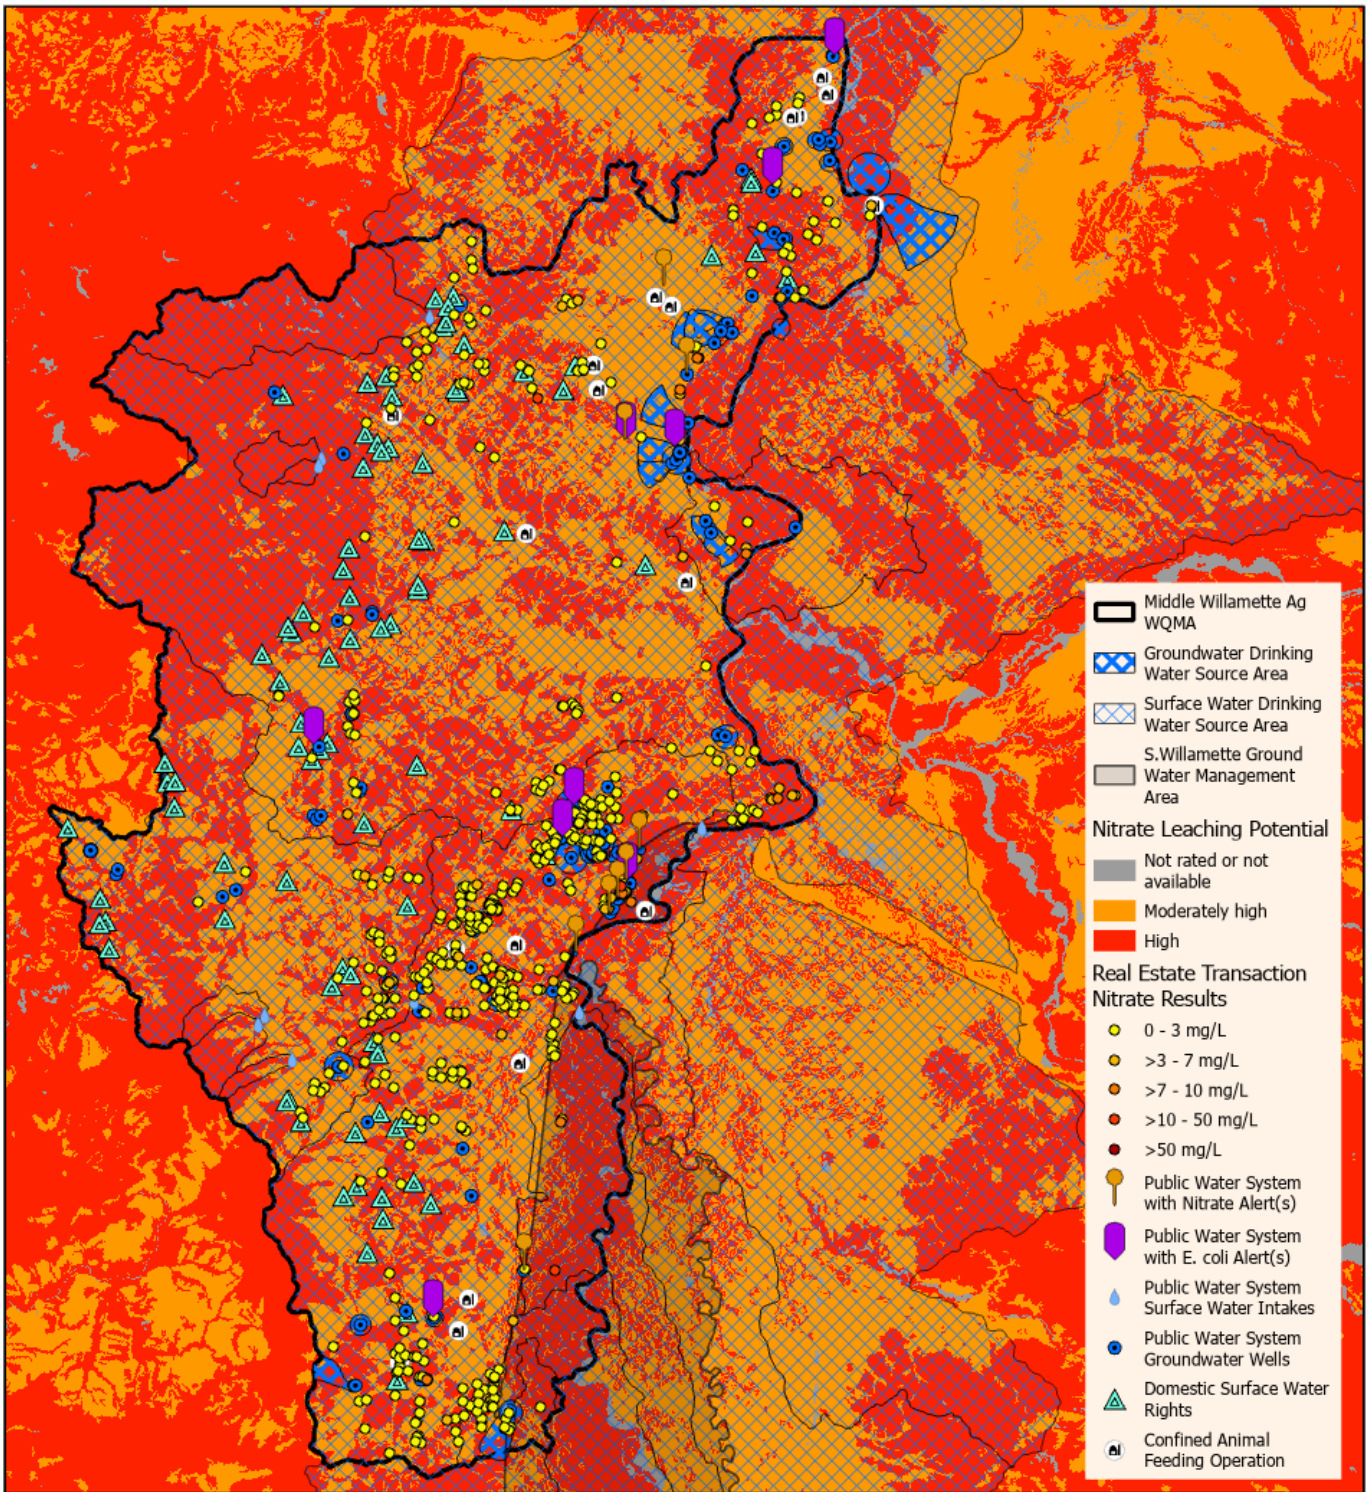 Middle Willamette Ag
WQMA
Groundwater Drinking
Water Source Area
Surface Water Drinking
Water Source Area
S.Willamette Ground
Water Management
Area
Nitrate Leaching Potential
Not rated or not
available
Moderately high
High
Real Estate Transaction
Nitrate Results
0 - 3 mg/L
>3 - 7 mg/L
>7 - 10 mg/L
>10 - 50 mg/L
>50 mg/L
Public Water System
with Nitrate Alert(s)
Public Water System
with E. coli Alert(s)
Public Water System
Surface Water Intakes
Public Water System
Groundwater Wells
Domestic Surface Water
Rights
Confined Animal
Feeding Operation